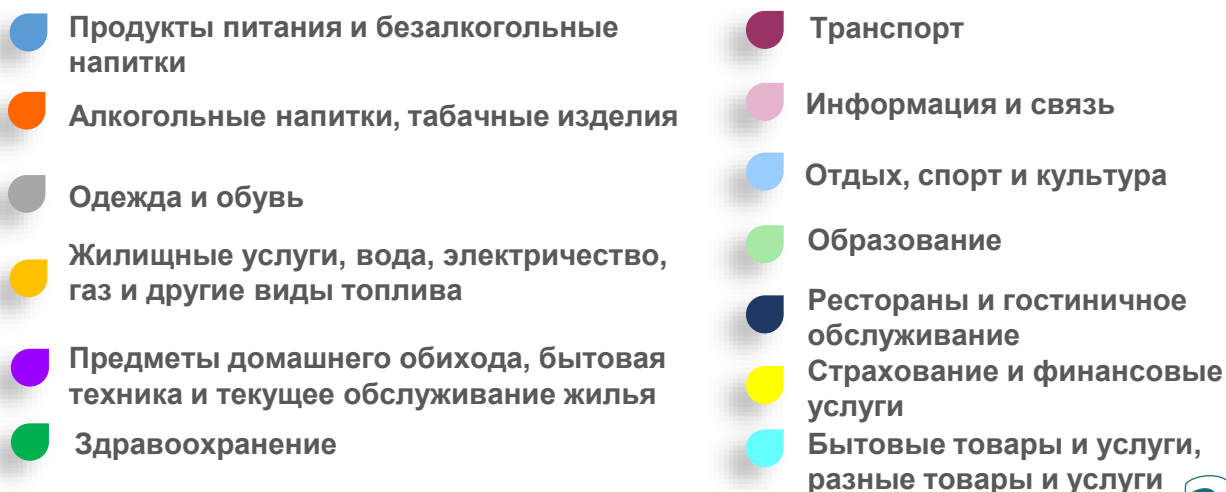 Продукты питания и безалкогольные
напитки
Алкогольные напитки, табачные изделия
Одежда и обувь
Жилищные услуги, вода, электричество,
газ и другие виды топлива
Предметы домашнего обихода, бытовая
техника и текущее обслуживание жилья
Здравоохранение
Транспорт
Информация и связь
Отдых, спорт и культура
Образование
Рестораны и гостиничное
обслуживание
Страхование и финансовые
услуги
Бытовые товары и услуги,
разные товары и услуги